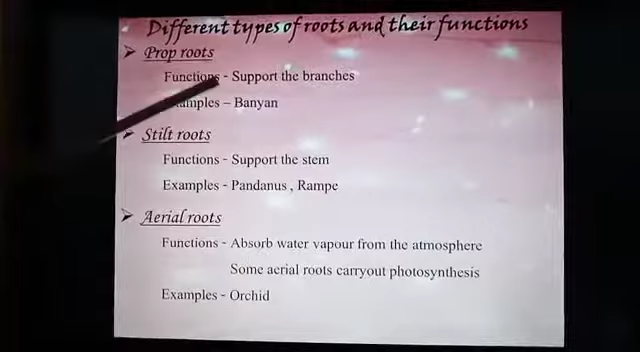 Different types of roots and their functions
Prop roots
Functions - Support the branches
Examples – Banyan
Stilt roots
Functions - Support the stem
Examples - Pandanus , Rampe
Aerial roots
Functions - Absorb water vapour from the atmosphere
Some aerial roots carryout photosynthesis
Examples - Orchid